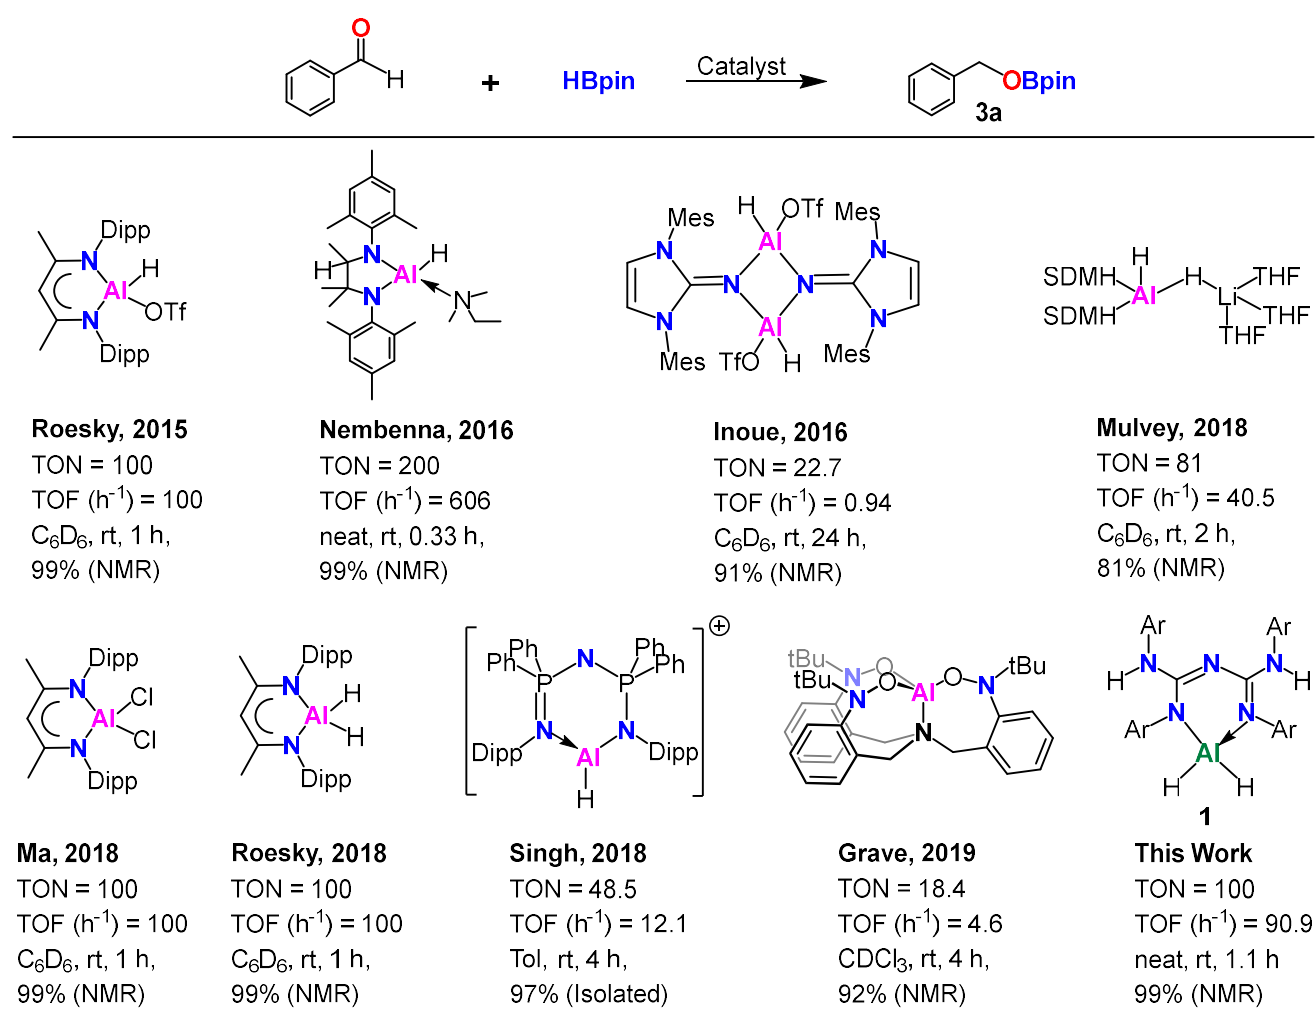 O
H
+
HBpin
Catalyst
OBpin
3a
Dipp
N
H
Al
OTf
N
Dipp
H
N
H
Al
N
N
Mes
H
OTf
Mes
N
Al
N
N
N
N
Al
N
Mes
TfO
H
Mes
H
SDMH
H
THF
Al
Li
SDMH
THF
THF
Roesky, 2015
TON = 100
TOF (h-1) = 100
C6D6, rt, 1 h,
99% (NMR)
Nembenna, 2016
TON = 200
TOF (h-1) = 606
neat, rt, 0.33 h,
99% (NMR)
Inoue, 2016
TON = 22.7
TOF (h-1) = 0.94
C6D6, rt, 24 h,
91% (NMR)
Mulvey, 2018
TON = 81
TOF (h-1) = 40.5
C6D6, rt, 2 h,
81% (NMR)
Dipp
N
Cl
Al
Cl
N
Dipp
Dipp
N
H
Al
H
N
Dipp
+
Ph
N
Ph
Ph
P
P
Ph
N
N
Dipp
Al
Dipp
H
tBu
N
O
tBu
N
O
Al
O
N
tBu
N
Ar
Ar
N
N
N
H
H
Ar
N
N
Ar
Al
H
H
1
Ma, 2018
TON = 100
TOF (h-1) = 100
C6D6, rt, 1 h,
99% (NMR)
Roesky, 2018
TON = 100
TOF (h-1) = 100
C6D6, rt, 1 h,
99% (NMR)
Singh, 2018
TON = 48.5
TOF (h-1) = 12.1
Tol, rt, 4 h,
97% (Isolated)
Grave, 2019
TON = 18.4
TOF (h-1) = 4.6
CDCl3, rt, 4 h,
92% (NMR)
This Work
TON = 100
TOF (h-1) = 90.9
neat, rt, 1.1 h
99% (NMR)